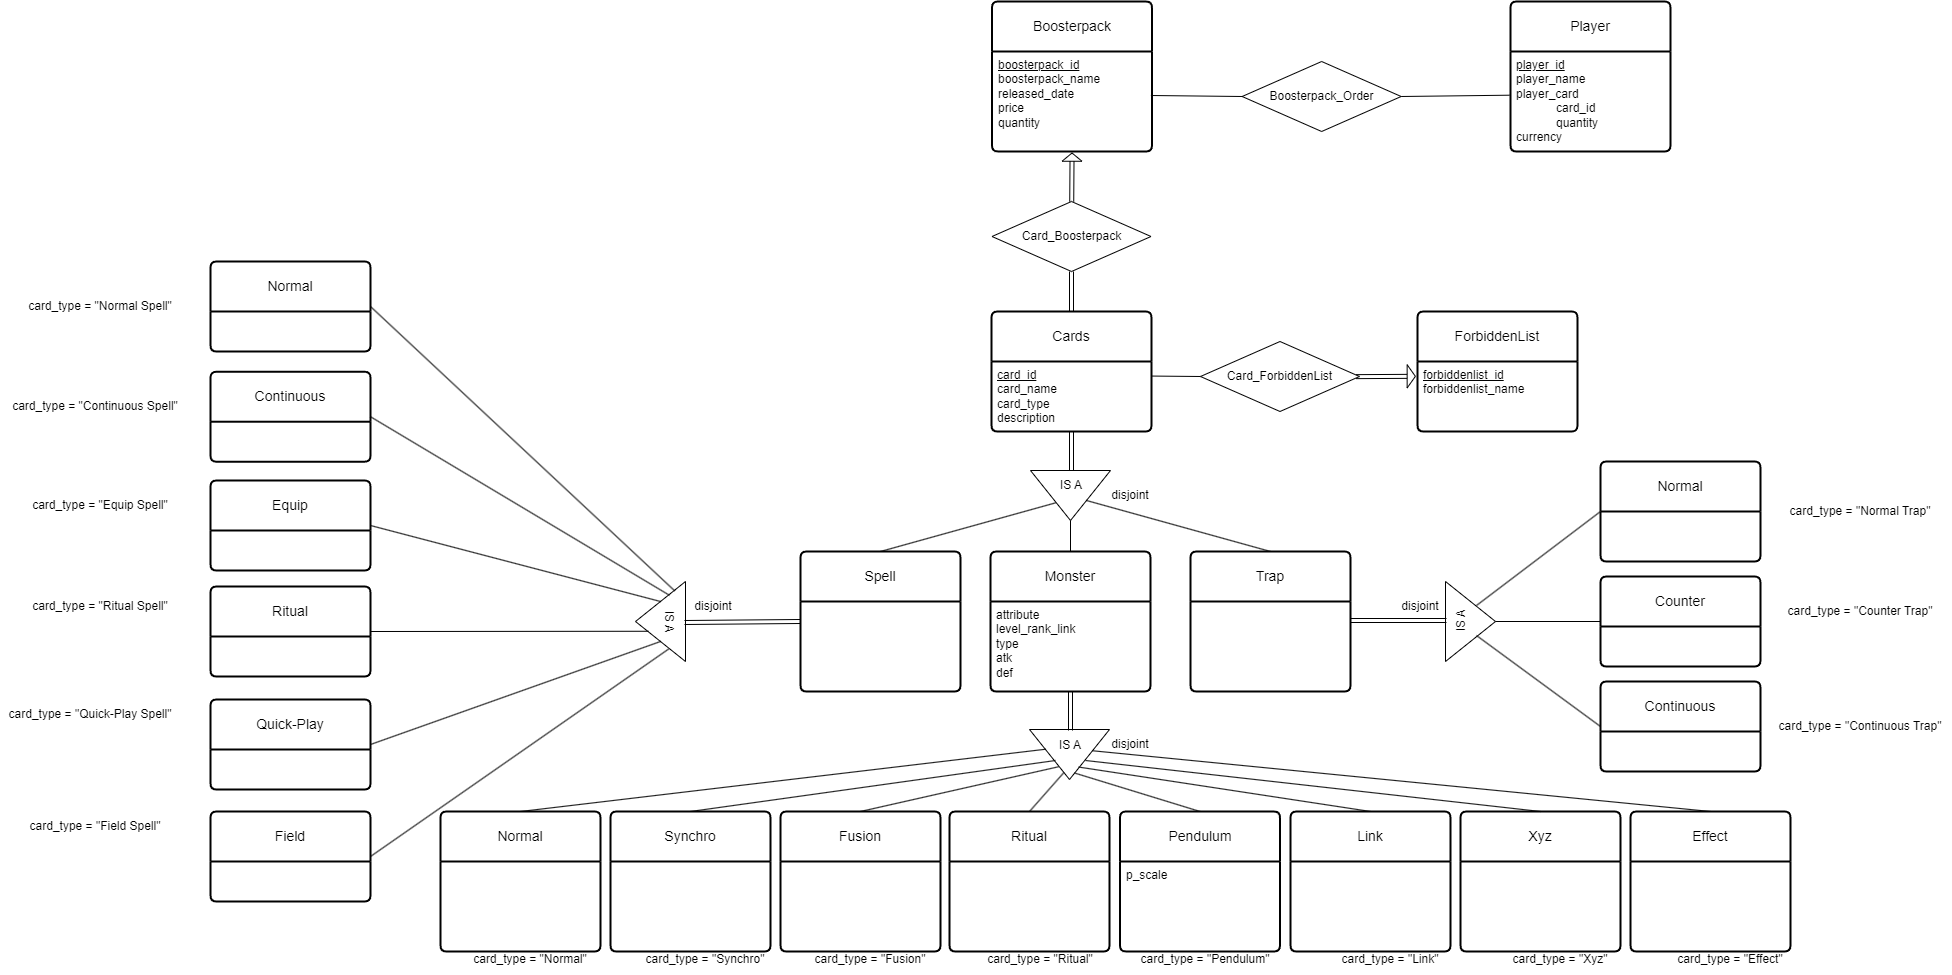 Boosterpack
boosterpack_id
boosterpack_name
released_date
price
quantity
Boosterpack_Order
Player
player_id
player_name
player_card
card_id
quantity
currency
Card_Boosterpack
Cards
card_id
card_name
card_type
description
Card_ForbiddenList
ForbiddenList
forbiddenlist_id
forbiddenlist_name
IS A
disjoint
card_type = "Normal Spell"
Normal
card_type = "Continuous Spell"
Continuous
card_type = "Equip Spell"
Equip
card_type = "Ritual Spell"
Ritual
card_type = "Quick-Play Spell"
Quick-Play
card_type = "Field Spell"
Field
IS A
disjoint
Spell
Monster
attribute
level_rank_link
type
atk
def
Trap
disjoint
IS A
Normal
card_type = "Normal Trap"
Counter
card_type = "Counter Trap"
Continuous
card_type = "Continuous Trap"
IS A
disjoint
Normal
Synchro
Fusion
Ritual
Pendulum
p_scale
Link
Xyz
Effect
card_type = "Normal"
card_type = "Synchro"
card_type = "Fusion"
card_type = "Ritual"
card_type = "Pendulum"
card_type = "Link"
card_type = "Xyz"
card_type = "Effect"